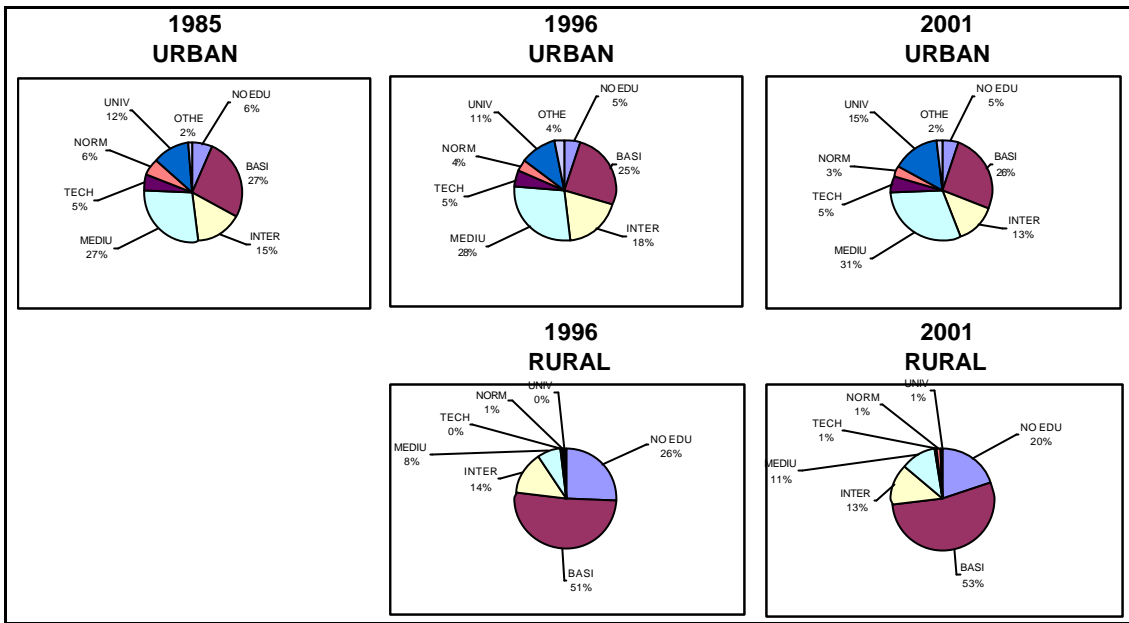 1985
URBAN
UNIV
12%
OTHE
2%
NO EDU
6%
NORM
6%
BASI
27%
TECH
5%
INTER
15%
MEDIU
27%
1996
URBAN
UNIV
11%
OTHE
4%
NO EDU
5%
NORM
4%
BASI
25%
TECH
5%
INTER
18%
MEDIU
28%
2001
URBAN
UNIV
15%
OTHE
2%
NO EDU
5%
NORM
3%
BASI
26%
TECH
5%
INTER
13%
MEDIU
31%
1996
RURAL
UNIV
0%
NORM
1%
TECH
0%
MEDIU
8%
INTER
14%
NO EDU
26%
BASI
51%
2001
RURAL
UNIV
1%
NORM
1%
TECH
1%
MEDIU
11%
INTER
13%
NO EDU
20%
BASI
53%